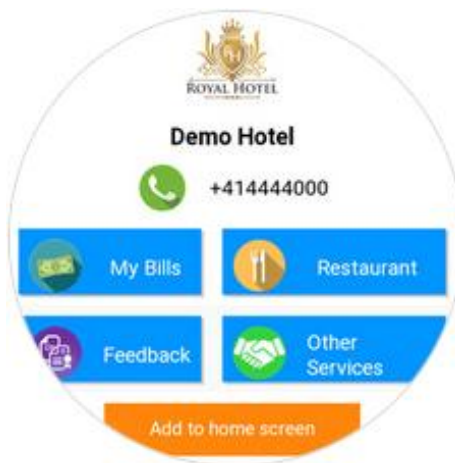 ROYAL HOTEL
Demo Hotel
+414444000
My Bills
Restaurant
Feedback
Other
Services
Add to home screen